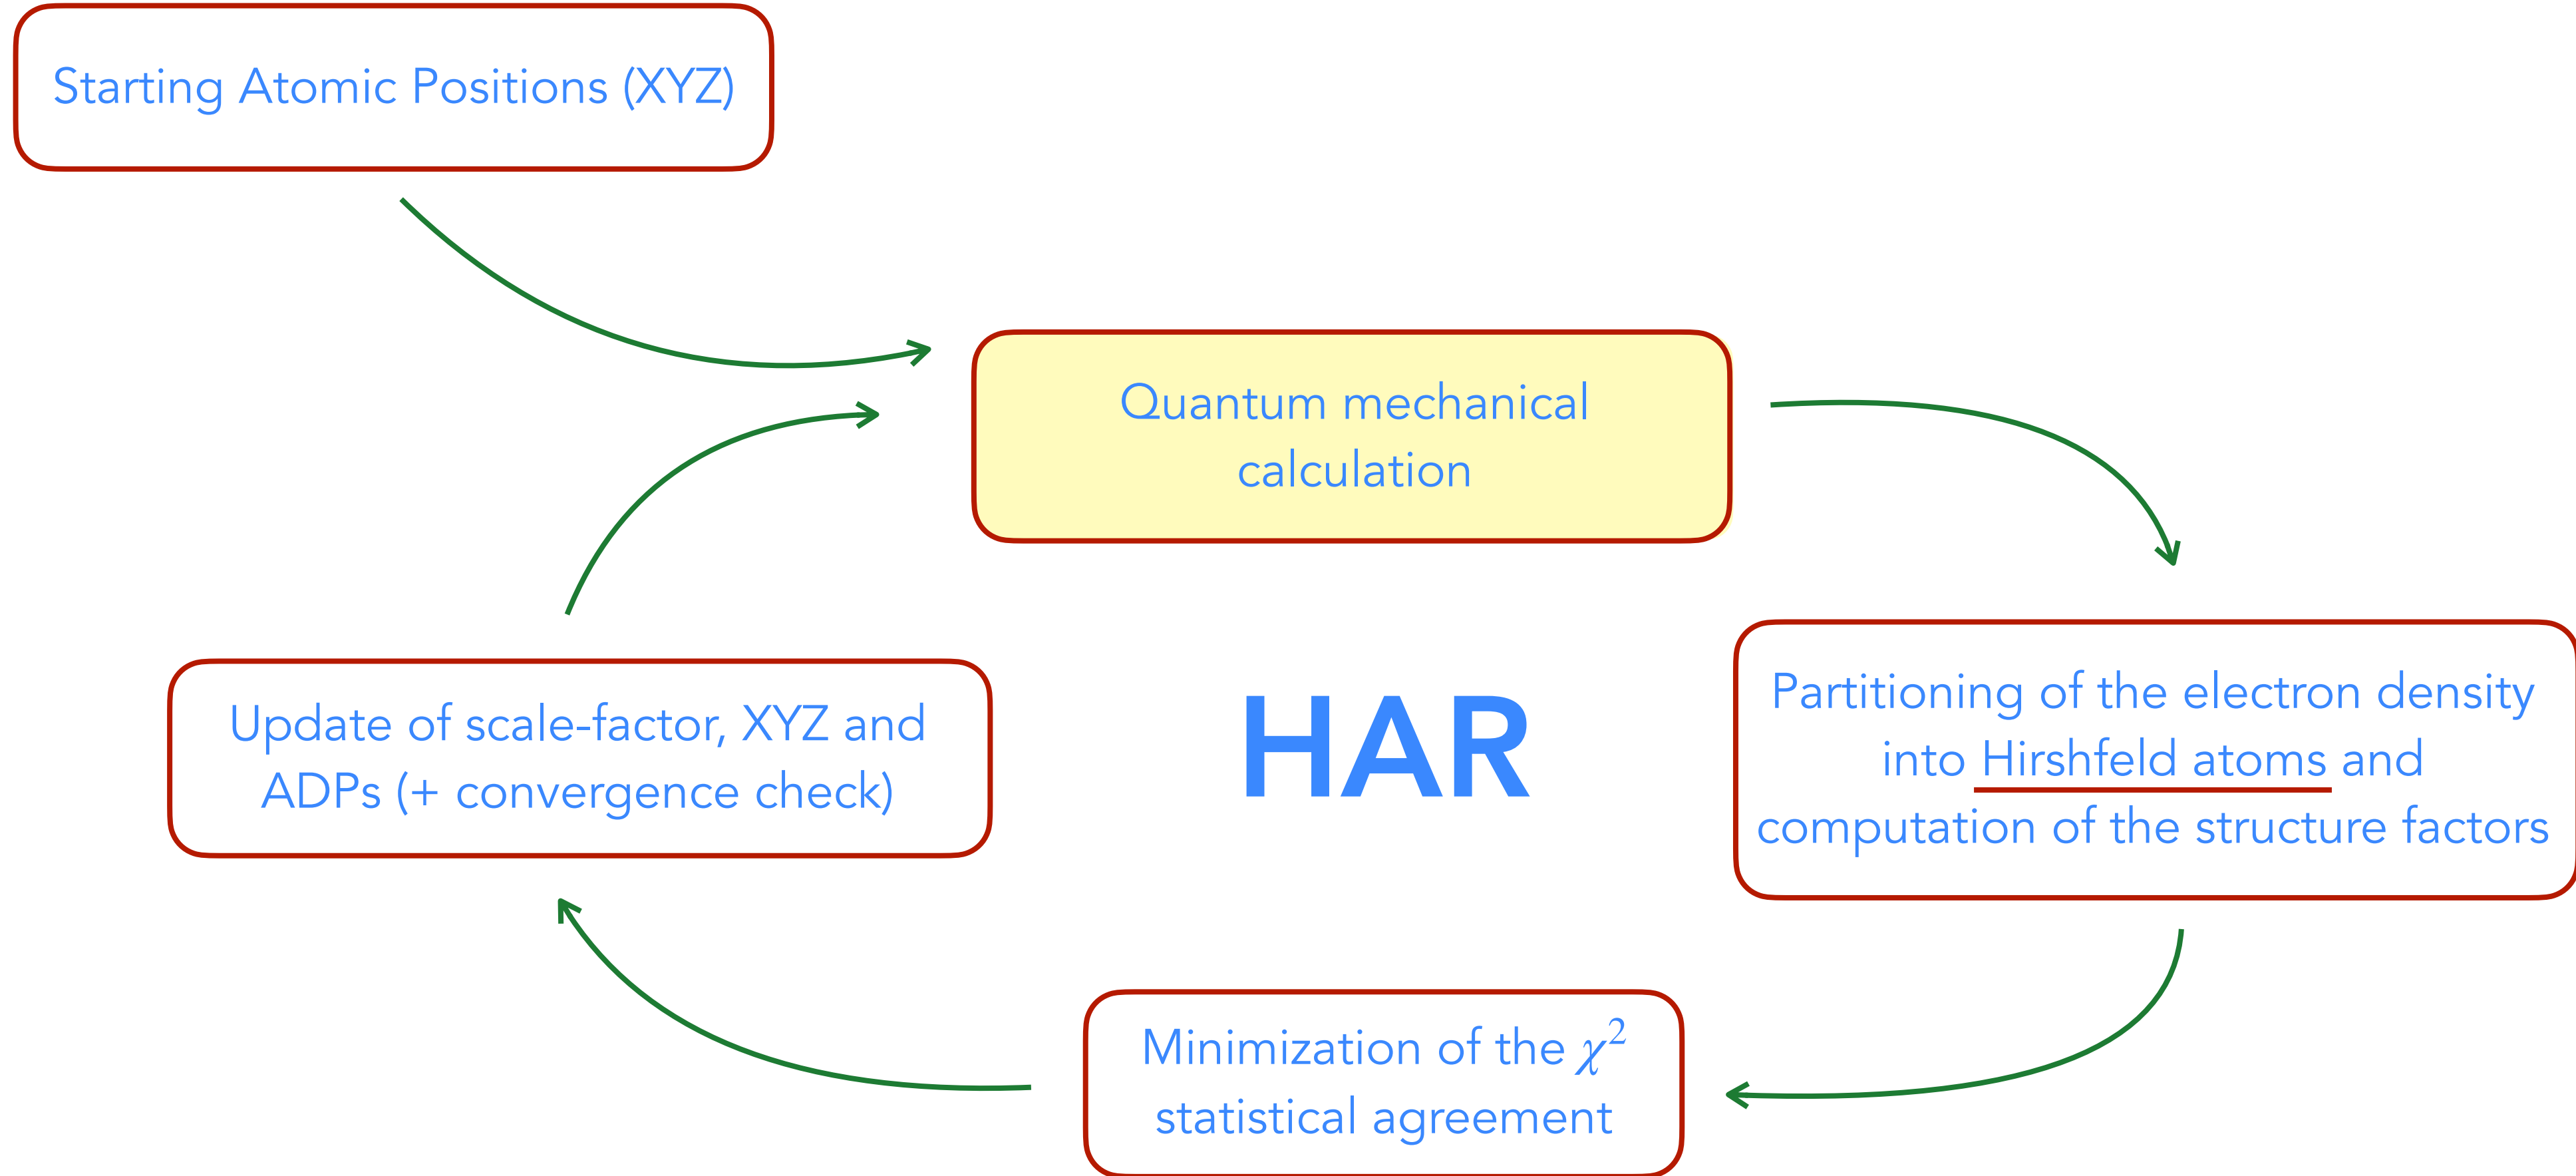 Starting Atomic Positions (XYZ)
Quantum mechanical
calculation
Update of scale-factor, XYZ and
ADPs (+ convergence check)
HAR
Partitioning of the electron density
into Hirshfeld atoms and
computation of the structure factors
Minimization of the χ²
statistical agreement